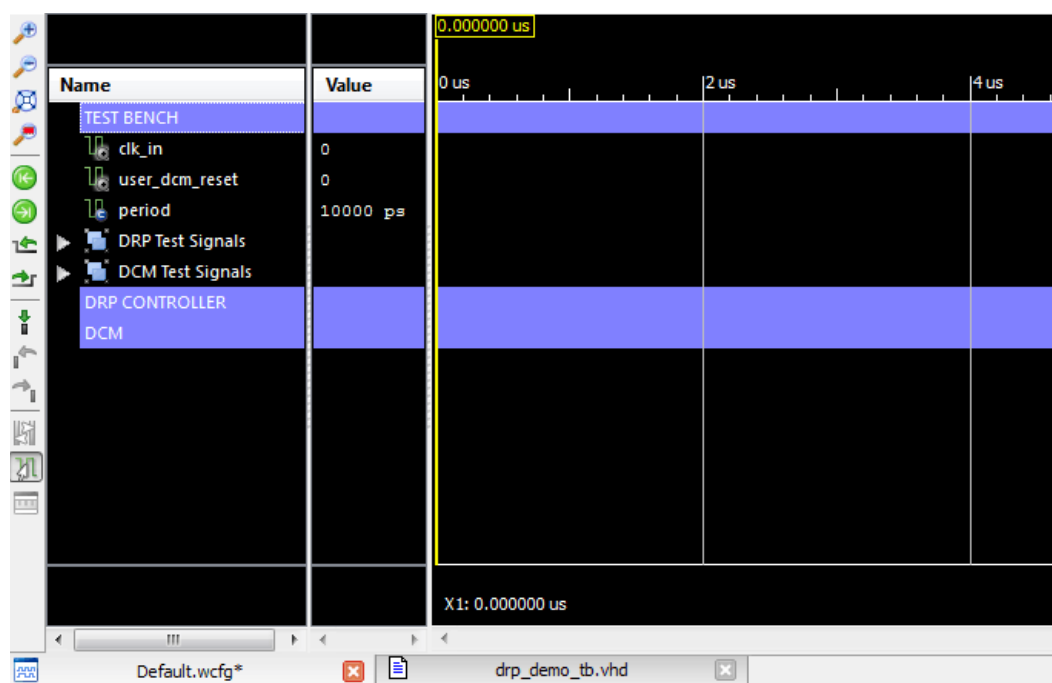 0.000000 us
Name Value 0 us 2 us 4 us
TEST BENCH
clk_in 0
user_dcm_reset 0
period 10000 ps
DRP Test Signals
DCM Test Signals
DRP CONTROLLER
DCM
X1: 0.000000 us
Default.wcfg* drp_demo_tb.vhd